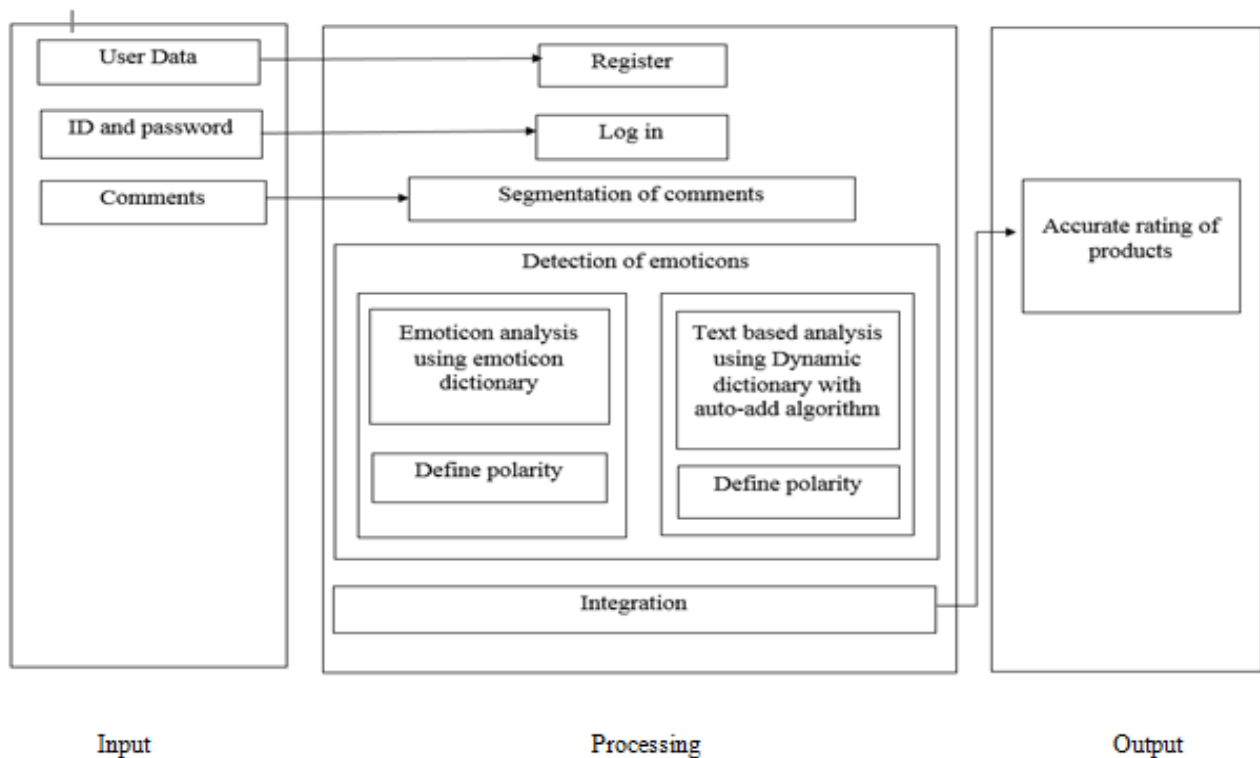 User Data
Register
ID and password
Log in
Comments
Segmentation of comments
Detection of emoticons
Emoticon analysis
using emoticon
dictionary
Define polarity
Text based analysis
using Dynamic
dictionary with
auto-add algorithm
Define polarity
Integration
Accurate rating of
products
Input
Processing
Output